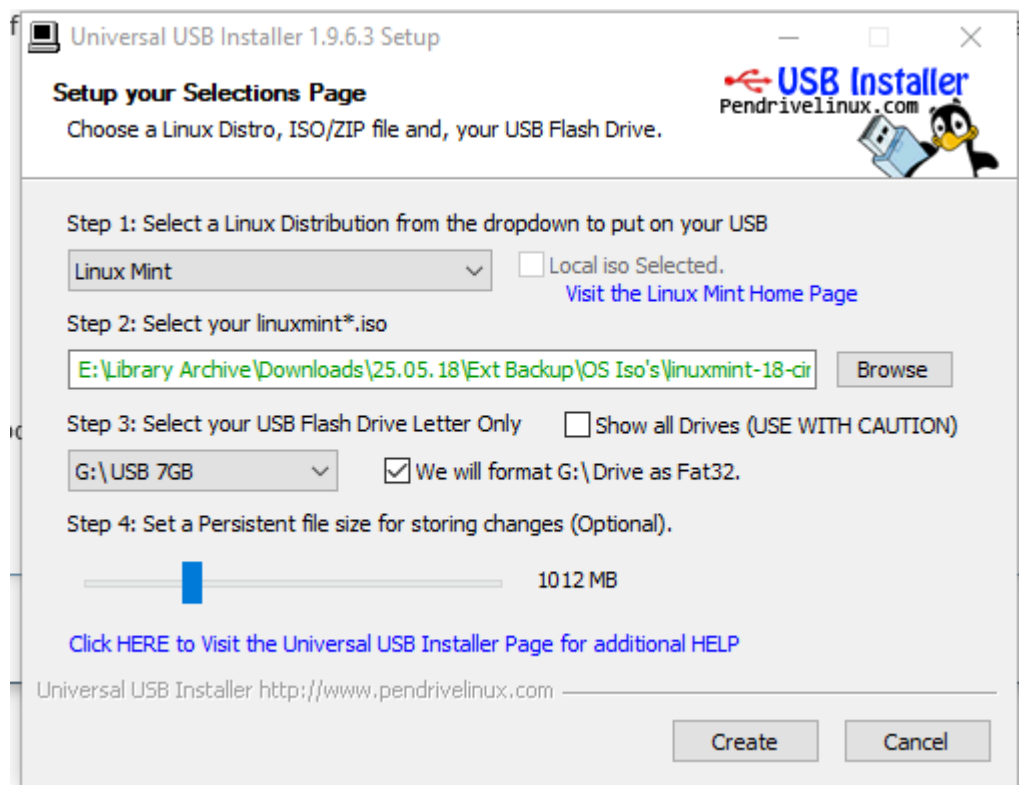 Universal USB Installer 1.9.6.3 Setup
Setup your Selections Page
Choose a Linux Distro, ISO/ZIP file and, your USB Flash Drive.
USB Installer
Pendrivelinux.com
Step 1: Select a Linux Distribution from the dropdown to put on your USB
Linux Mint
Local iso Selected.
Visit the Linux Mint Home Page
Step 2: Select your linuxmint*.iso
E:\Library Archive\Downloads\25.05.18\Ext Backup\OS Iso's\linuxmint-18-cin
Browse
Step 3: Select your USB Flash Drive Letter Only
Show all Drives (USE WITH CAUTION)
G:\USB 7GB
We will format G:\Drive as Fat32.
Step 4: Set a Persistent file size for storing changes (Optional).
1012 MB
Click HERE to Visit the Universal USB Installer Page for additional HELP
Universal USB Installer http://www.pendrivelinux.com
Create
Cancel